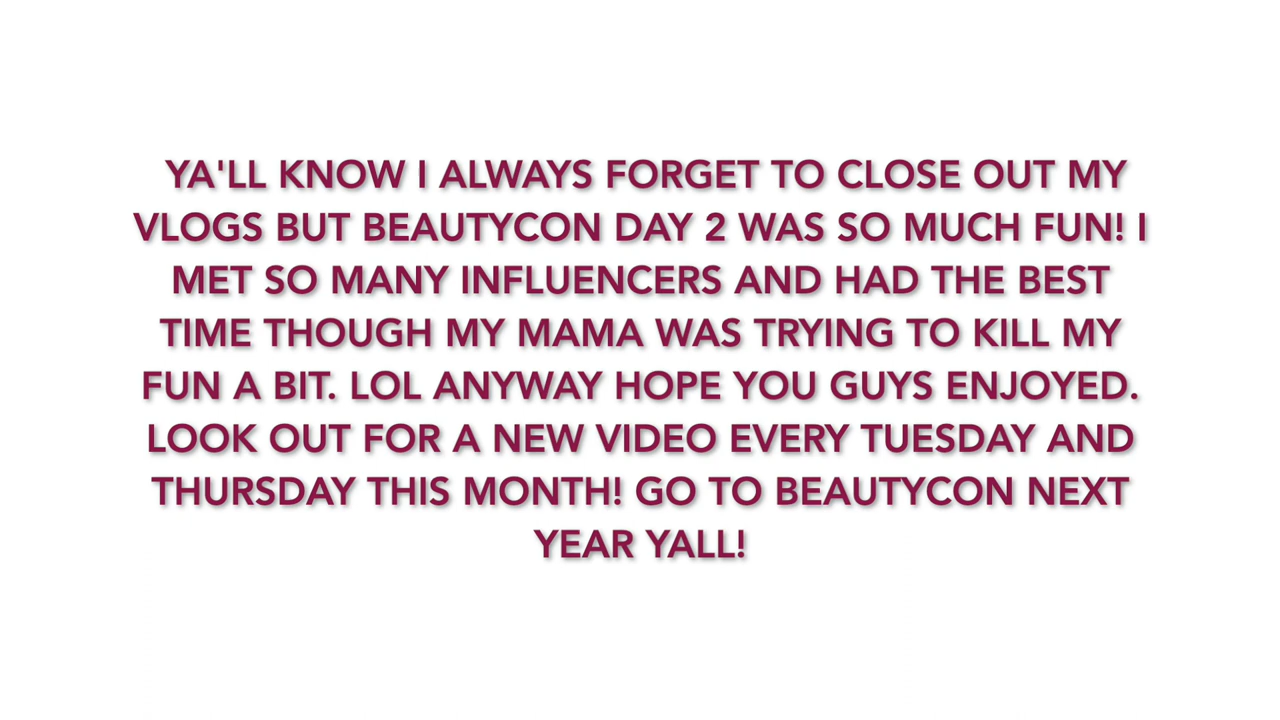 YA'LL KNOW I ALWAYS FORGET TO CLOSE OUT MY
VLOGS BUT BEAUTYCON DAY 2 WAS SO MUCH FUN! I
MET SO MANY INFLUENCERS AND HAD THE BEST
TIME THOUGH MY MAMA WAS TRYING TO KILL MY
FUN A BIT. LOL ANYWAY HOPE YOU GUYS ENJOYED.
LOOK OUT FOR A NEW VIDEO EVERY TUESDAY AND
THURSDAY THIS MONTH! GO TO BEAUTYCON NEXT
YEAR YALL!